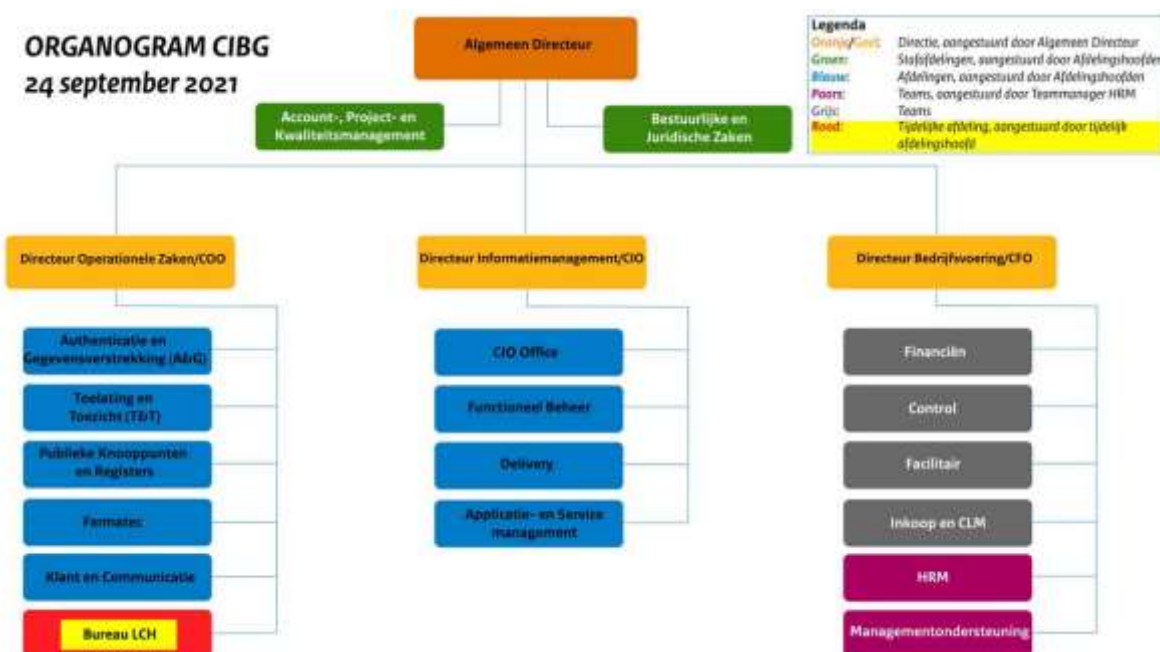 ORGANOGRAM CIBG
24 september 2021
Algemeen Directeur
Legenda
Oranje/Geel: Directie, aangestuurd door Algemeen Directeur
Groen: Stafafdelingen, aangestuurd door Afdelingshoofden
Blauw: Afdelingen, aangestuurd door Afdelingshoofden
Paars: Teams, aangestuurd door Teammanager HRM
Grijs: Teams
Rood: Tijdelijke afdeling, aangestuurd door tijdelijk
afdelingshoofd
Account-, Project- en
Kwaliteitsmanagement
Bestuurlijke en
Juridische Zaken
Directeur Operationele Zaken/COO
Directeur Informatiemanagement/CIO
Directeur Bedrijfsvoering/CFO
Authenticatie en
Gegevensverstrekking (A&G)
Toelating en
Toezicht (T&T)
Publieke Knooppunten
en Registers
Farmatec
Klant en Communicatie
Bureau LCH
CIO Office
Functioneel Beheer
Delivery
Applicatie- en Service
management
Financiën
Control
Facilitair
Inkoop en CLM
HRM
Managementondersteuning